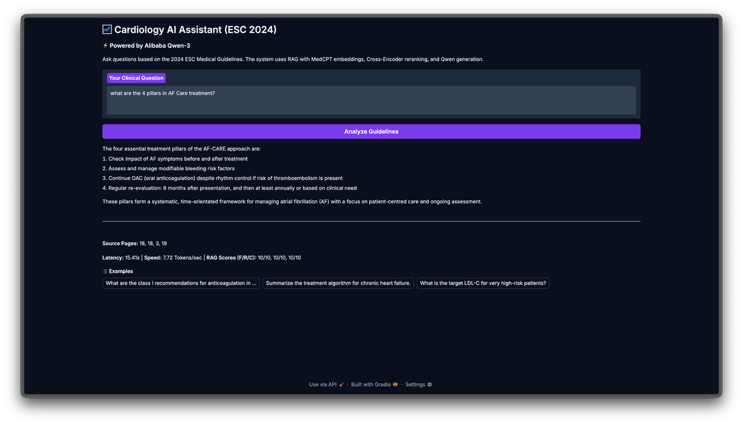 Cardiology AI Assistant (ESC 2024)
⚡ Powered by Alibaba Qwen-3
Ask questions based on the 2024 ESC Medical Guidelines. The system uses RAG with MedCPT embeddings, Cross-Encoder reranking, and Qwen generation.
Your Clinical Question
what are the 4 pillars in AF Care treatment?
Analyze Guidelines
The four essential treatment pillars of the AF-CARE approach are:
1. Check impact of AF symptoms before and after treatment
2. Assess and manage modifiable bleeding risk factors
3. Continue OAC (oral anticoagulation) despite rhythm control if risk of thromboembolism is present
4. Regular re-evaluation: 6 months after presentation, and then at least annually or based on clinical need
These pillars form a systematic, time-orientated framework for managing atrial fibrillation (AF) with a focus on patient-centred care and ongoing assessment.
Source Pages: 18, 18, 3, 19
Latency: 15.41s | Speed: 7.72 Tokens/sec | RAG Scores (F/R/C): 10/10, 10/10, 10/10
Examples
What are the class I recommendations for anticoagulation in ... Summarize the treatment algorithm for chronic heart failure. What is the target LDL-C for very high-risk patients?
Use via API · Built with Gradio · Settings